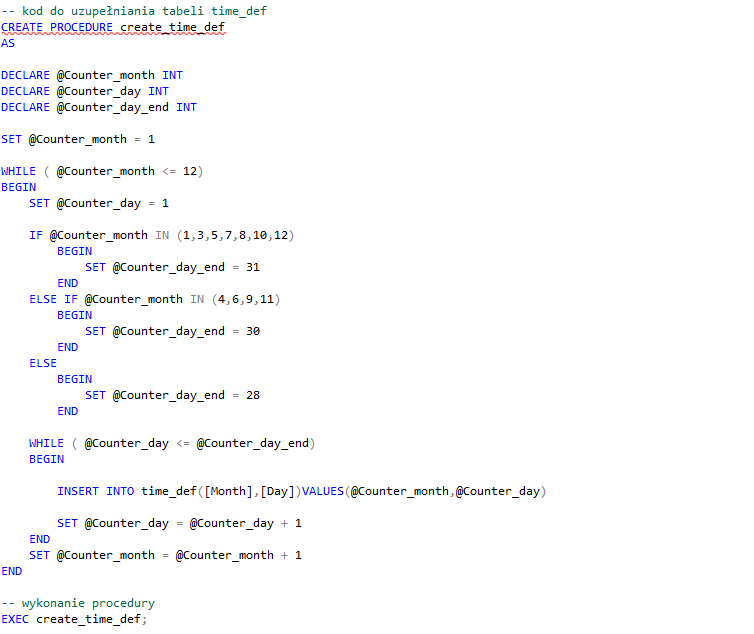 -- kod do uzupełniania tabeli time_def
CREATE PROCEDURE create_time_def
AS
DECLARE @Counter_month INT
DECLARE @Counter_day INT
DECLARE @Counter_day_end INT
SET @Counter_month = 1
WHILE ( @Counter_month <= 12)
BEGIN
SET @Counter_day = 1
IF @Counter_month IN (1,3,5,7,8,10,12)
BEGIN
SET @Counter_day_end = 31
END
ELSE IF @Counter_month IN (4,6,9,11)
BEGIN
SET @Counter_day_end = 30
END
ELSE
BEGIN
SET @Counter_day_end = 28
END
WHILE ( @Counter_day <= @Counter_day_end)
BEGIN
INSERT INTO time_def([Month],[Day])VALUES(@Counter_month,@Counter_day)
SET @Counter_day = @Counter_day + 1
END
SET @Counter_month = @Counter_month + 1
END
-- wykonanie procedury
EXEC create_time_def;